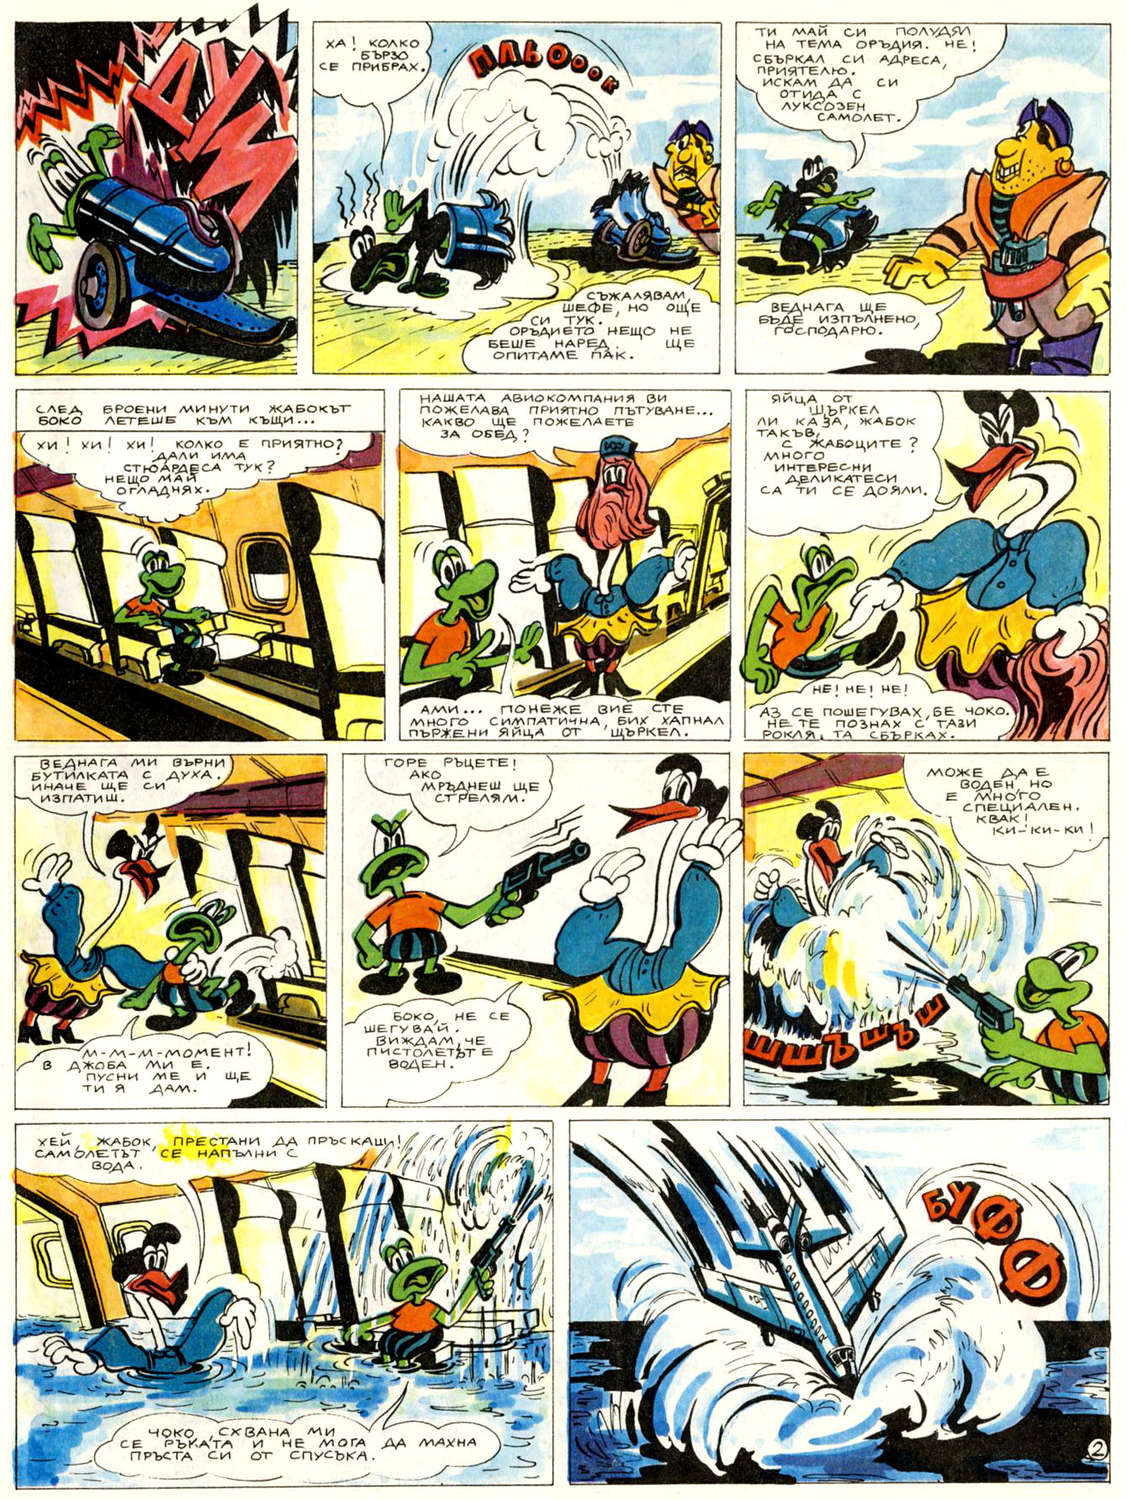 ДУМ
ХА! КОЛКО
БЪРЗО
СЕ ПРИБРАХ.
ПЛЬОООК
СЪЖАЛЯВАМ,
ШЕФЕ, НО ОЩЕ
СИ ТУК.
ОРЪДИЕТО НЕЩО НЕ
БЕШЕ НАРЕД. ЩЕ
ОПИТАМЕ ПАК.
ТИ МАЙ СИ ПОЛУДЯЛ
НА ТЕМА ОРЪДИЯ. НЕ!
СБЪРКАЛ СИ АДРЕСА,
ПРИЯТЕЛЮ.
ИСКАМ ДА СИ
ОТИДА С
ЛУКСОЗЕН
САМОЛЕТ.
ВЕДНАГА ЩЕ
БЪДЕ ИЗПЪЛНЕНО,
ГОСПОДАРЮ.
СЛЕД БРОЕНИ МИНУТИ ЖАБОКЪТ
БОКО ЛЕТЕШЕ КЪМ КЪЩИ...
ХИ! ХИ! ХИ! КОЛКО Е ПРИЯТНО?
ДАЛИ ИМА
СТЮАРДЕСА ТУК?
НЕЩО МАЙ
ОГЛАДНЯХ.
НАШАТА АВИОКОМПАНИЯ ВИ
ПОЖЕЛАВА ПРИЯТНО ПЪТУВАНЕ...
КАКВО ЩЕ ПОЖЕЛАЕТЕ
ЗА ОБЕД?
АМИ... ПОНЕЖЕ ВИЕ СТЕ
МНОГО СИМПАТИЧНА, БИХ ХАПНАЛ
ПЪРЖЕНИ ЯЙЦА ОТ ЩЪРКЕЛ.
ЯЙЦА ОТ
ЩЪРКЕЛ
ЛИ КАЗА, ЖАБОК
ТАКЪВ,
С ЖАБОЦИТЕ?
МНОГО
ИНТЕРЕСНИ
ДЕЛИКАТЕСИ
СА ТИ СЕ ДОЯЛИ.
НЕ! НЕ! НЕ!
АЗ СЕ ПОШЕГУВАХ, БЕ ЧОКО.
НЕ ТЕ ПОЗНАХ С ТАЗИ
РОКЛЯ, ТА СБЪРКАХ.
ВЕДНАГА МИ ВЪРНИ
БУТИЛКАТА С ДУХА.
ИНАЧЕ ЩЕ СИ
ИЗПАТИШ.
М-М-М-МОМЕНТ!
В ДЖОБА МИ Е.
ПУСНИ МЕ И ЩЕ
ТИ Я ДАМ.
ГОРЕ РЪЦЕТЕ!
АКО
МРЪДНЕШ ЩЕ
СТРЕЛЯМ.
БОКО, НЕ СЕ
ШЕГУВАЙ.
ВИЖДАМ, ЧЕ
ПИСТОЛЕТЪТ Е
ВОДЕН.
МОЖЕ ДА Е
ВОДЕН, НО
Е МНОГО
СПЕЦИАЛЕН.
КВАК!
КИ-КИ-КИ!
ШШЪШЪШ
ХЕЙ, ЖАБОК, ПРЕСТАНИ ДА ПРЪСКАШ!
САМОЛЕТЪТ СЕ НАПЪЛНИ С
ВОДА.
ЧОКО, СХВАНА МИ
СЕ РЪКАТА И НЕ МОГА ДА МАХНА
ПРЪСТА СИ ОТ СПУСЪКА.
БУФФ
2